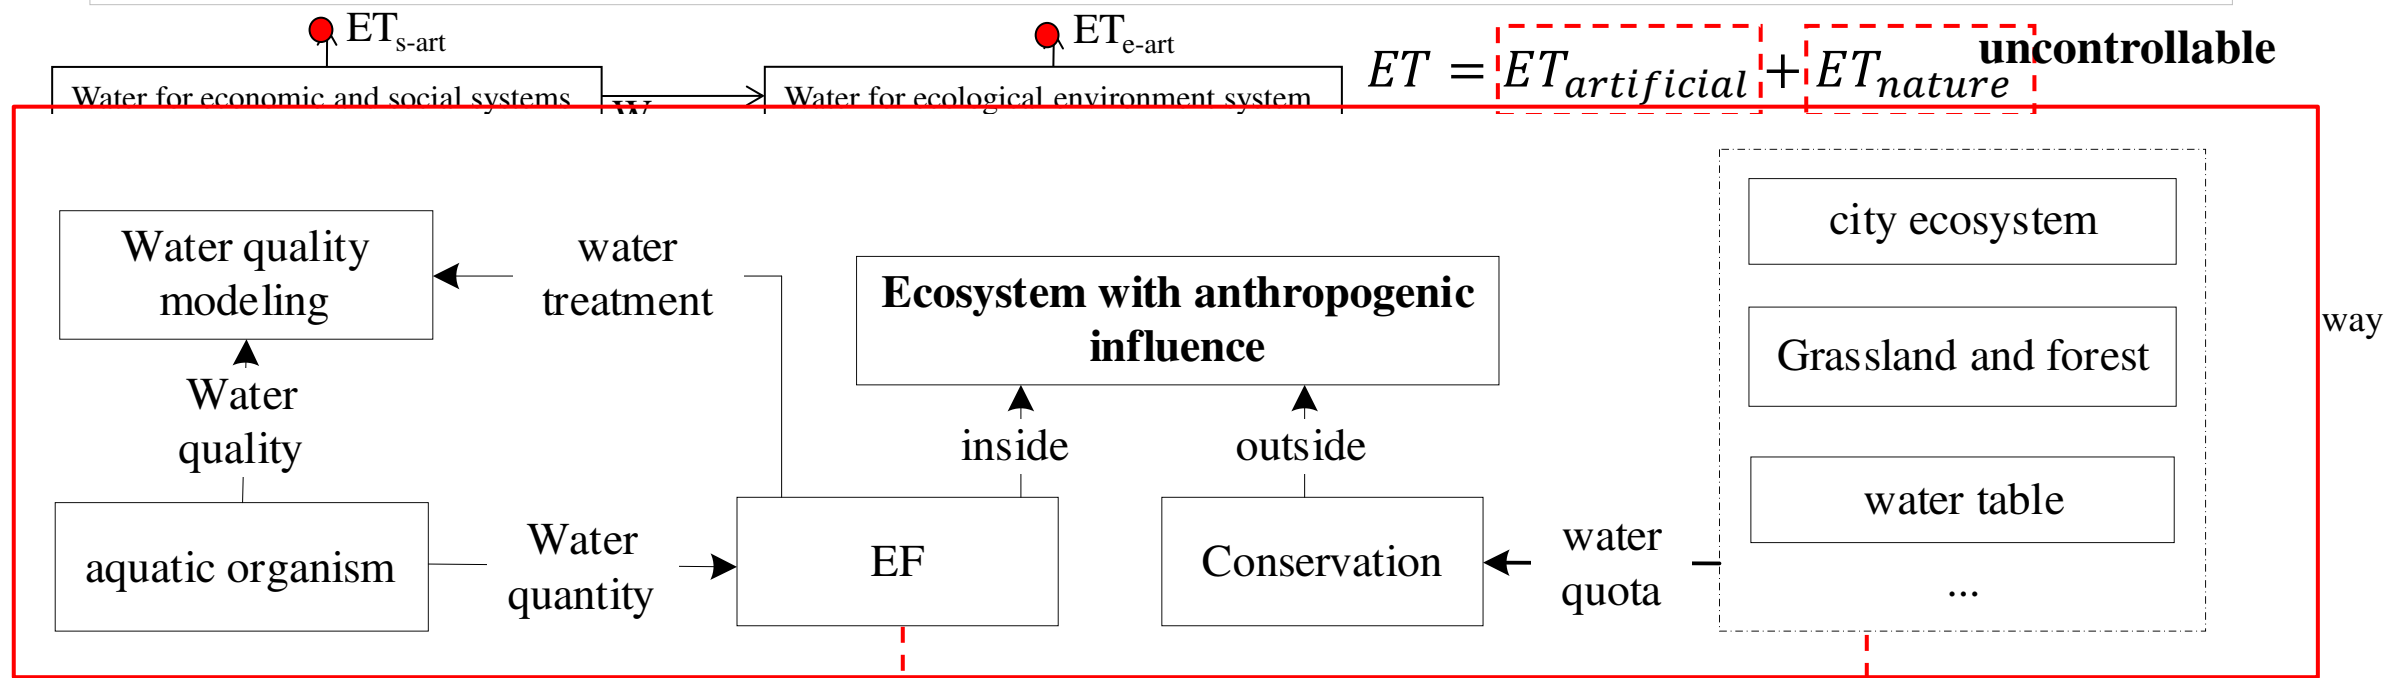 ETs-art
ETe-art
ET = ETartificial + ETnature
uncontrollable
Water for economic and social systems
W
Water for ecological environment system
Water quality
modeling
water
treatment
Ecosystem with anthropogenic
influence
city ecosystem
Grassland and forest
way
Water
quality
inside
outside
water table
aquatic organism
Water
quantity
EF
Conservation
water
quota
...